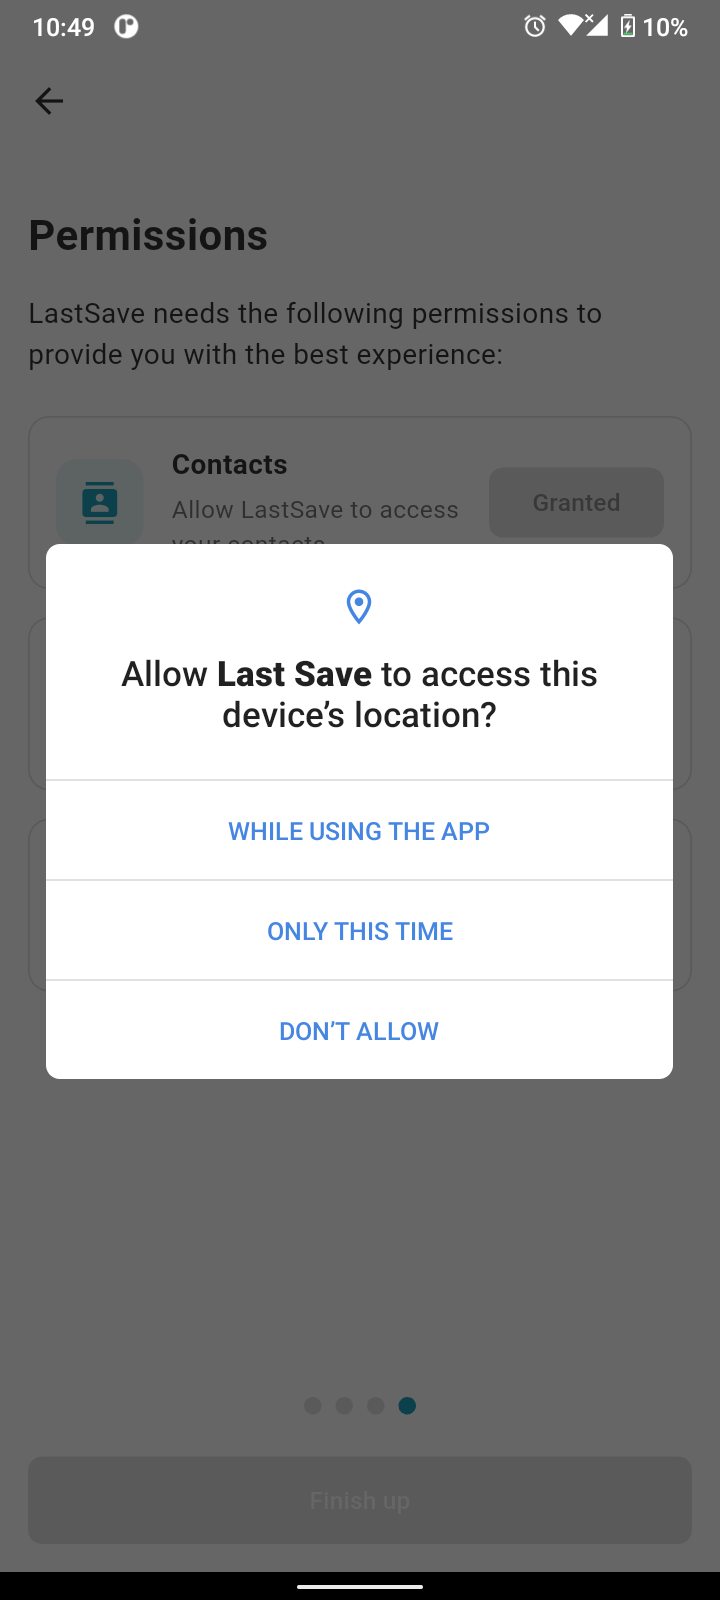 10:49
10%
Permissions
LastSave needs the following permissions to
provide you with the best experience:
Contacts
Allow LastSave to access
your contacts
Granted
Allow Last Save to access this
device’s location?
WHILE USING THE APP
ONLY THIS TIME
DON’T ALLOW
Finish up